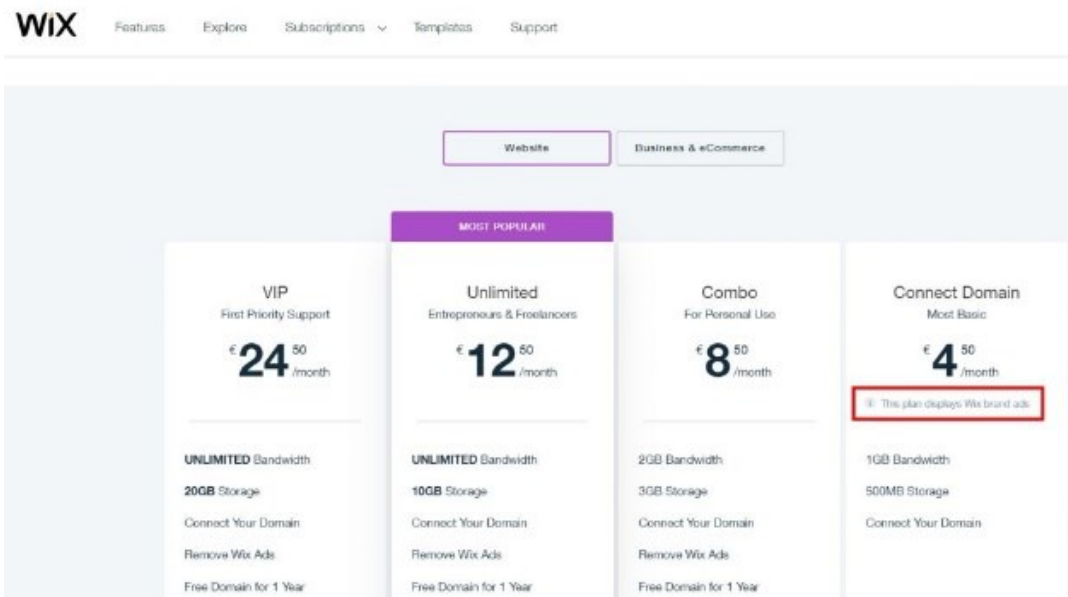 WiX Features Explore Subscriptions Templates Support
Website Business & eCommerce
MOST POPULAR
VIP
First Priority Support
€ 24 50 /month
UNLIMITED Bandwidth
20GB Storage
Connect Your Domain
Remove Wix Ads
Free Domain for 1 Year
Unlimited
Entrepreneurs & Freelancers
€ 12 50 /month
UNLIMITED Bandwidth
10GB Storage
Connect Your Domain
Remove Wix Ads
Free Domain for 1 Year
Combo
For Personal Use
€ 8 50 /month
2GB Bandwidth
3GB Storage
Connect Your Domain
Remove Wix Ads
Free Domain for 1 Year
Connect Domain
Most Basic
€ 4 50 /month
This plan displays Wix brand ads
1GB Bandwidth
500MB Storage
Connect Your Domain